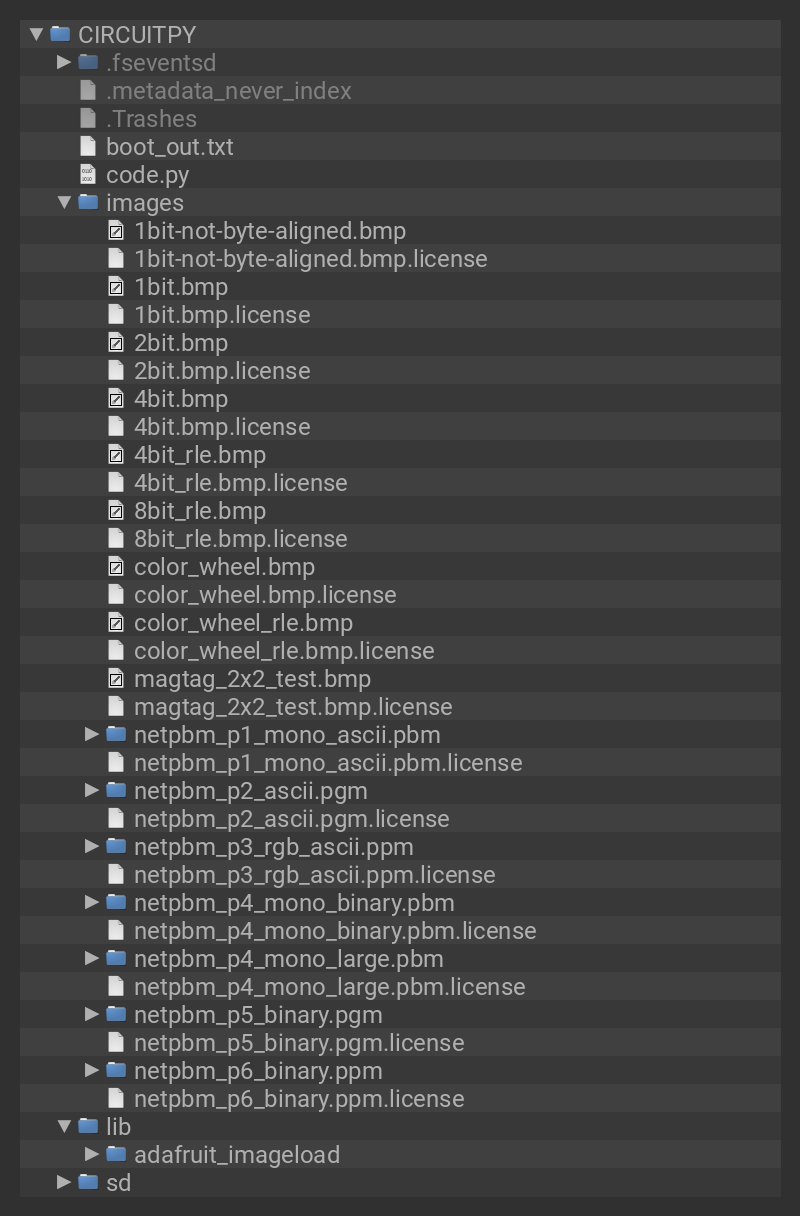 CIRCUITPY
.fseventsd
.metadata_never_index
.Trashes
boot_out.txt
code.py
images
1bit-not-byte-aligned.bmp
1bit-not-byte-aligned.bmp.license
1bit.bmp
1bit.bmp.license
2bit.bmp
2bit.bmp.license
4bit.bmp
4bit.bmp.license
4bit_rle.bmp
4bit_rle.bmp.license
8bit_rle.bmp
8bit_rle.bmp.license
color_wheel.bmp
color_wheel.bmp.license
color_wheel_rle.bmp
color_wheel_rle.bmp.license
magtag_2x2_test.bmp
magtag_2x2_test.bmp.license
netpbm_p1_mono_ascii.pbm
netpbm_p1_mono_ascii.pbm.license
netpbm_p2_ascii.pgm
netpbm_p2_ascii.pgm.license
netpbm_p3_rgb_ascii.ppm
netpbm_p3_rgb_ascii.ppm.license
netpbm_p4_mono_binary.pbm
netpbm_p4_mono_binary.pbm.license
netpbm_p4_mono_large.pbm
netpbm_p4_mono_large.pbm.license
netpbm_p5_binary.pgm
netpbm_p5_binary.pgm.license
netpbm_p6_binary.ppm
netpbm_p6_binary.ppm.license
lib
adafruit_imageload
sd